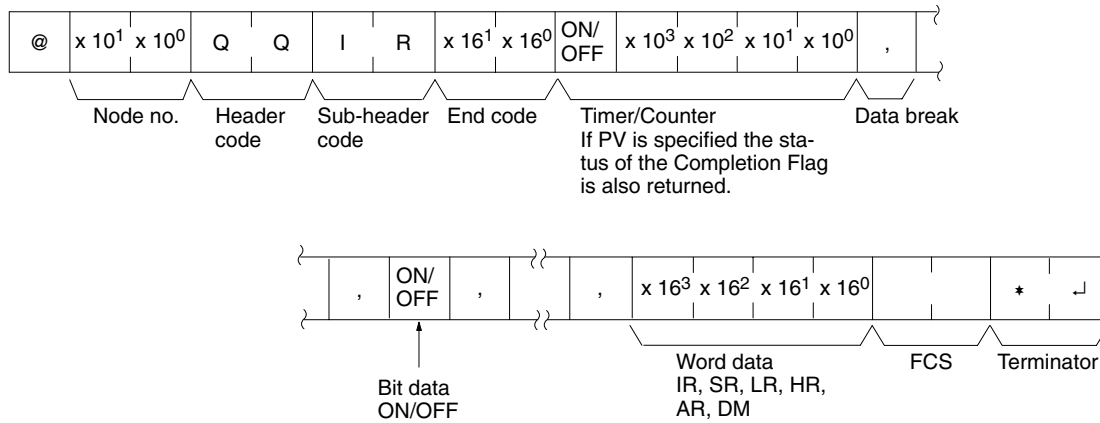 @ x 10¹ x 10⁰ Q Q I R x 16¹ x 16⁰ ON/OFF x 10³ x 10² x 10¹ x 10⁰ ,
Node no.
Header code
Sub-header code
End code
Timer/Counter
If PV is specified the sta-
tus of the Completion Flag
is also returned.
Data break
, ON/OFF , , x 16³ x 16² x 16¹ x 16⁰ * ↵
Bit data
ON/OFF
Word data
IR, SR, LR, HR,
AR, DM
FCS
Terminator